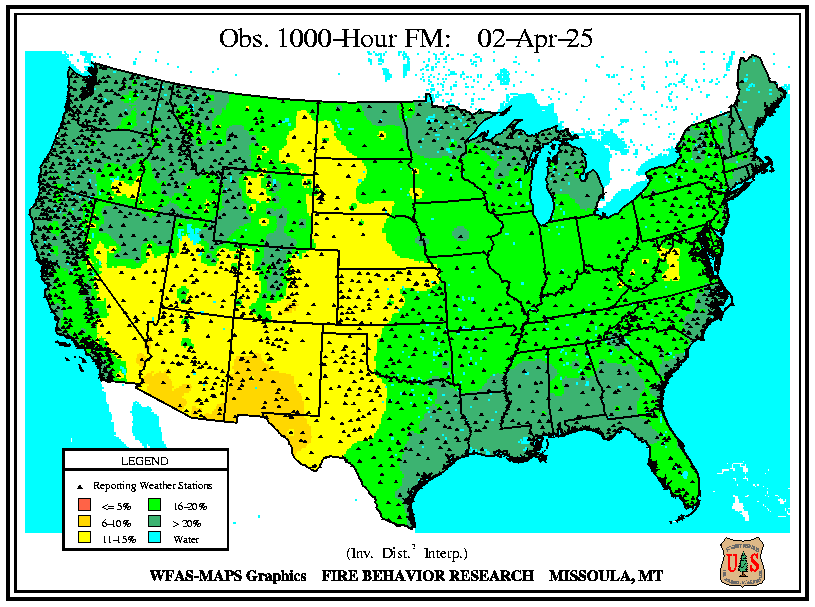 Obs. 1000-Hour FM: 02-Apr-25
LEGEND
Reporting Weather Stations
<= 5% 16-20%
6-10% > 20%
11-15% Water
(Inv. Dist.² Interp.)
WFAS-MAPS Graphics FIRE BEHAVIOR RESEARCH MISSOULA, MT
U S